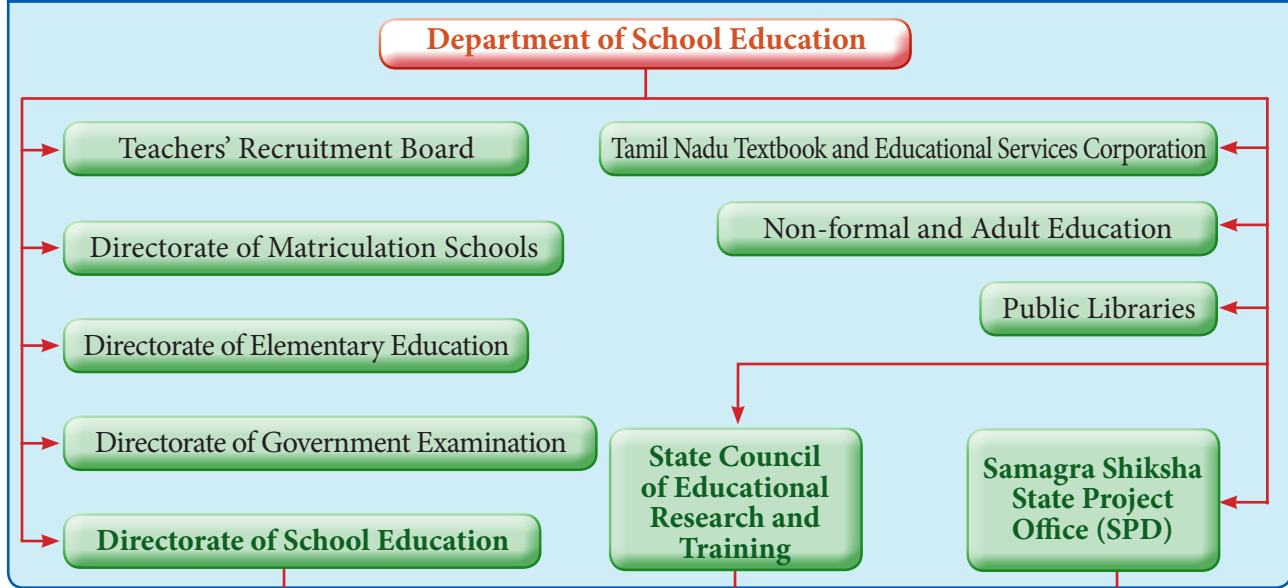 Department of School Education
Teachers’ Recruitment Board
Directorate of Matriculation Schools
Directorate of Elementary Education
Directorate of Government Examination
Directorate of School Education
Tamil Nadu Textbook and Educational Services Corporation
Non-formal and Adult Education
Public Libraries
State Council
of Educational
Research and
Training
Samagra Shiksha
State Project
Office (SPD)